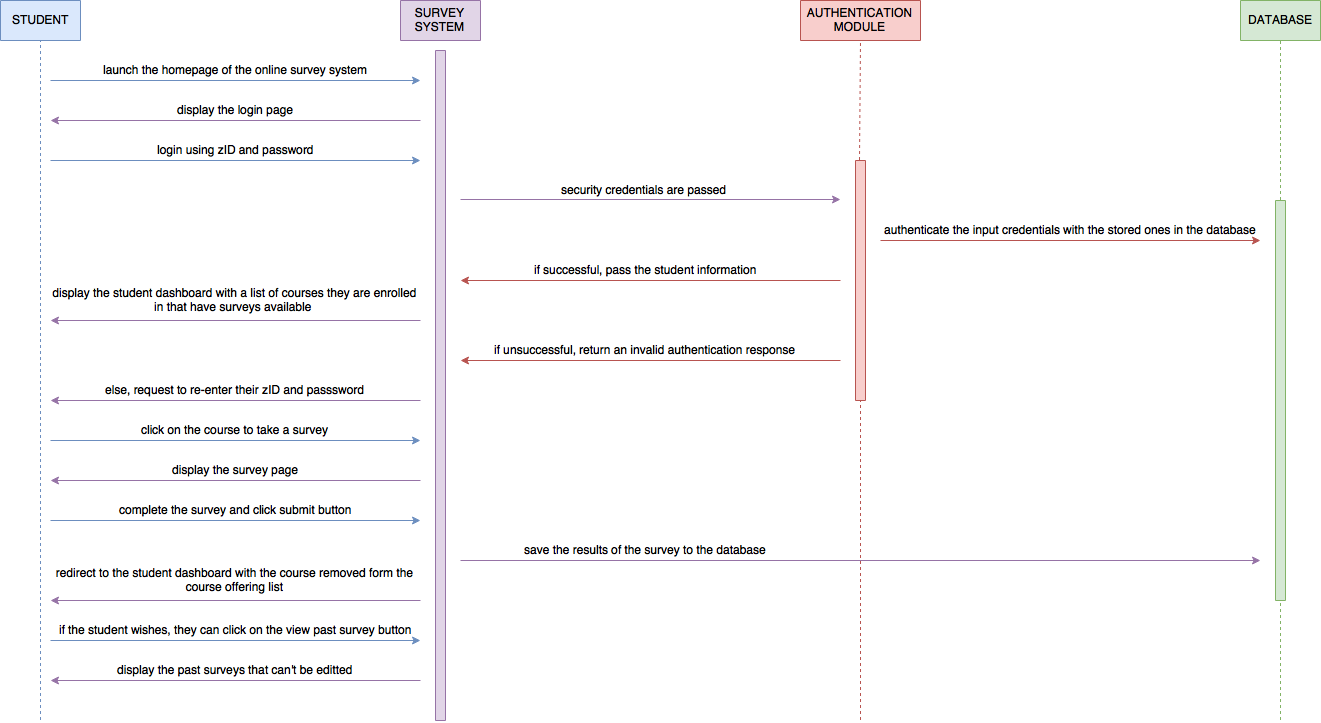 STUDENT
SURVEY
SYSTEM
AUTHENTICATION
MODULE
DATABASE
launch the homepage of the online survey system
display the login page
login using zID and password
security credentials are passed
authenticate the input credentials with the stored ones in the database
if successful, pass the student information
display the student dashboard with a list of courses they are enrolled
in that have surveys available
if unsuccessful, return an invalid authentication response
else, request to re-enter their zID and passsword
click on the course to take a survey
display the survey page
complete the survey and click submit button
save the results of the survey to the database
redirect to the student dashboard with the course removed form the
course offering list
if the student wishes, they can click on the view past survey button
display the past surveys that can't be editted